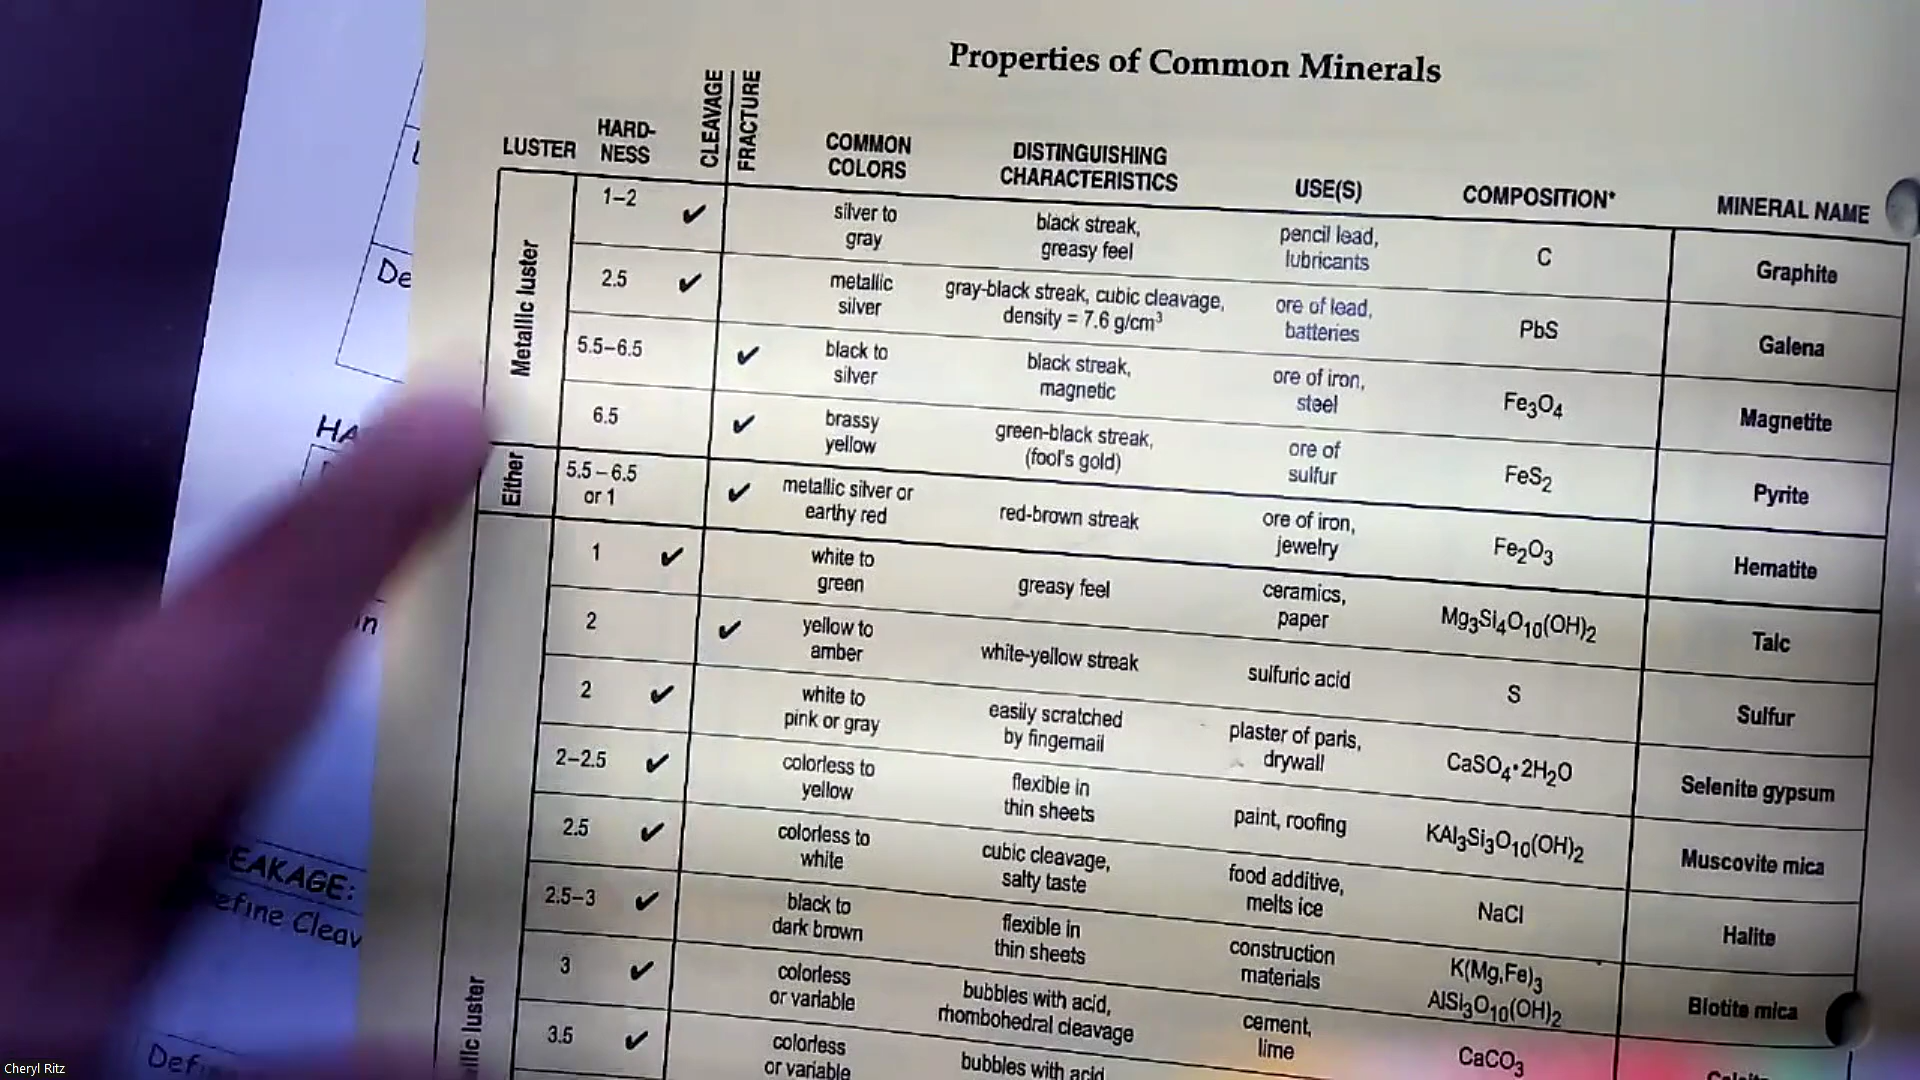 Properties of Common Minerals
LUSTER HARD-NESS CLEAVAGE FRACTURE COMMON COLORS DISTINGUISHING CHARACTERISTICS USE(S) COMPOSITION* MINERAL NAME
Metallic luster
1–2 ✔ silver to gray black streak, greasy feel pencil lead, lubricants C Graphite
2.5 ✔ metallic silver gray-black streak, cubic cleavage, density = 7.6 g/cm³ ore of lead, batteries PbS Galena
5.5–6.5 ✔ black to silver black streak, magnetic ore of iron, steel Fe₃O₄ Magnetite
6.5 ✔ brassy yellow green-black streak, (fool's gold) ore of sulfur FeS₂ Pyrite
Either
5.5 – 6.5 or 1 ✔ metallic silver or earthy red red-brown streak ore of iron, jewelry Fe₂O₃ Hematite
1 ✔ white to green greasy feel ceramics, paper Mg₃Si₄O₁₀(OH)₂ Talc
2 ✔ yellow to amber white-yellow streak sulfuric acid S Sulfur
2 ✔ white to pink or gray easily scratched by fingernail plaster of paris, drywall CaSO₄•2H₂O Selenite gypsum
2–2.5 ✔ colorless to yellow flexible in thin sheets paint, roofing KAl₃Si₃O₁₀(OH)₂ Muscovite mica
2.5 ✔ colorless to white cubic cleavage, salty taste food additive, melts ice NaCl Halite
2.5–3 ✔ black to dark brown flexible in thin sheets construction materials K(Mg,Fe)₃ AlSi₃O₁₀(OH)₂ Biotite mica
3 ✔ colorless or variable bubbles with acid, rhombohedral cleavage cement, lime CaCO₃
3.5 ✔ colorless or variable bubbles with acid
luster
De
HA
in
EAKAGE:
efine Cleav
Defi
Cheryl Ritz